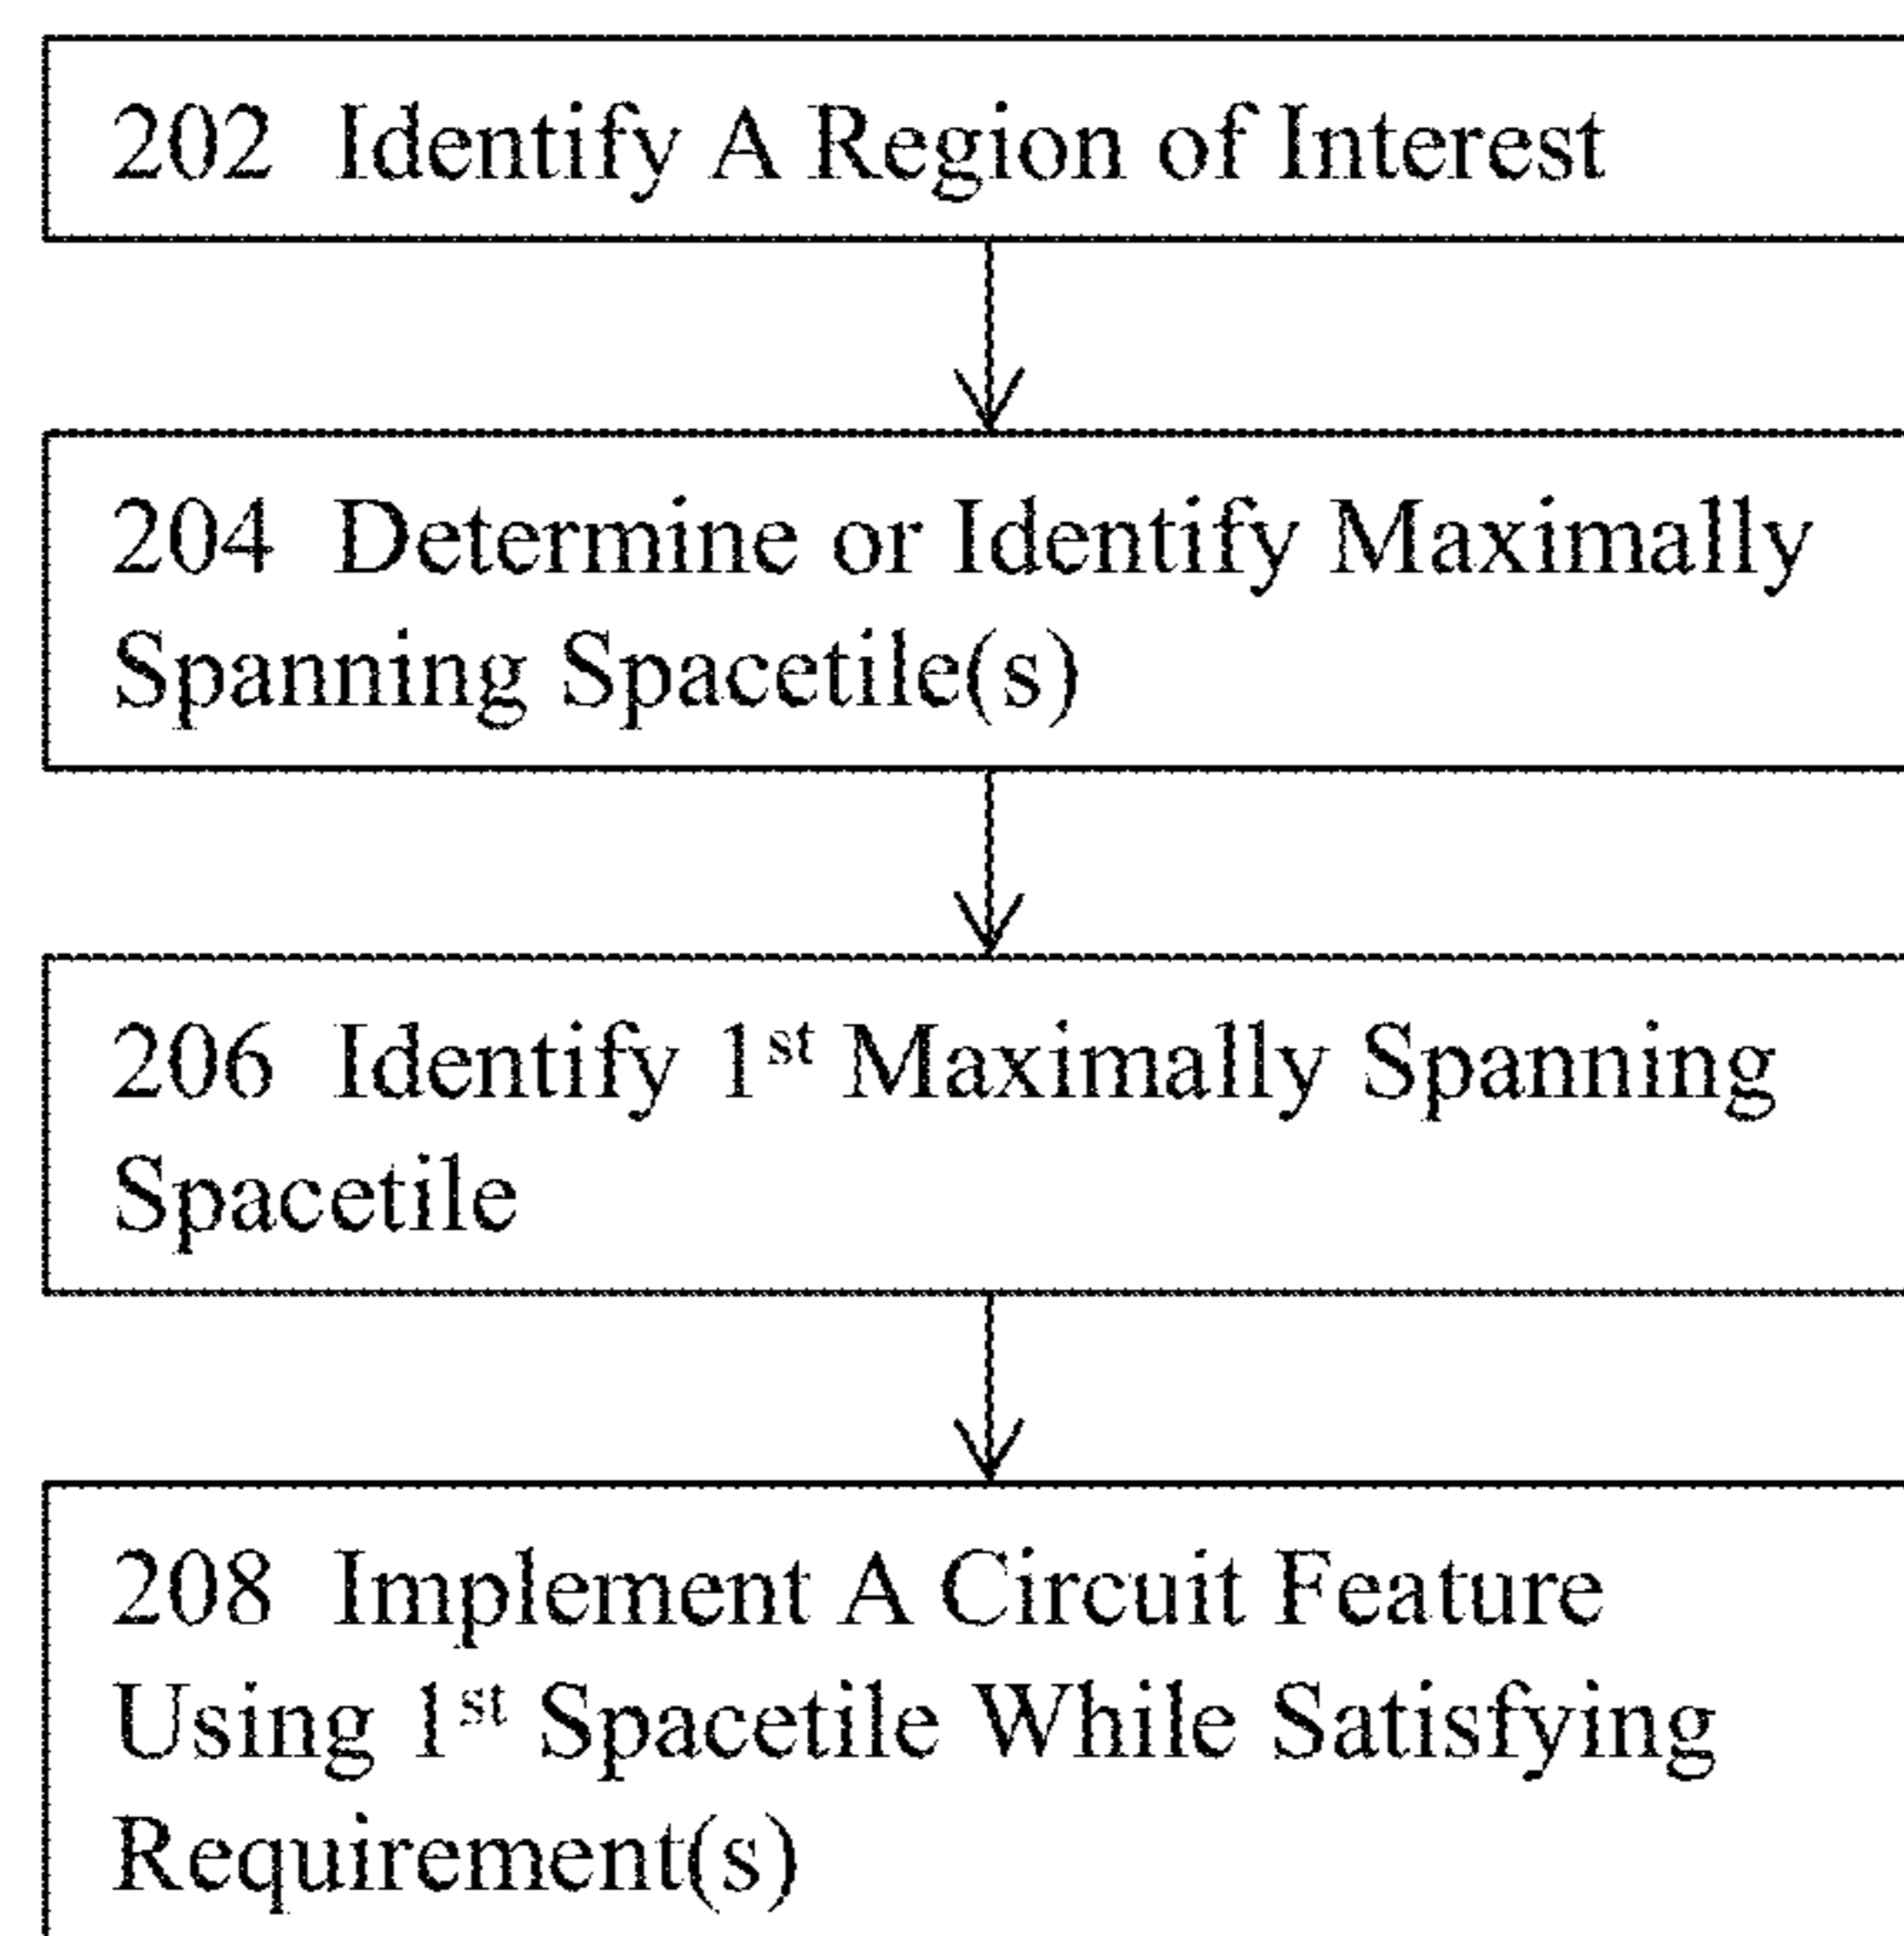 202 Identify A Region of Interest
204 Determine or Identify Maximally
Spanning Spacetile(s)
206 Identify 1st Maximally Spanning
Spacetile
208 Implement A Circuit Feature
Using 1st Spacetile While Satisfying
Requirement(s)